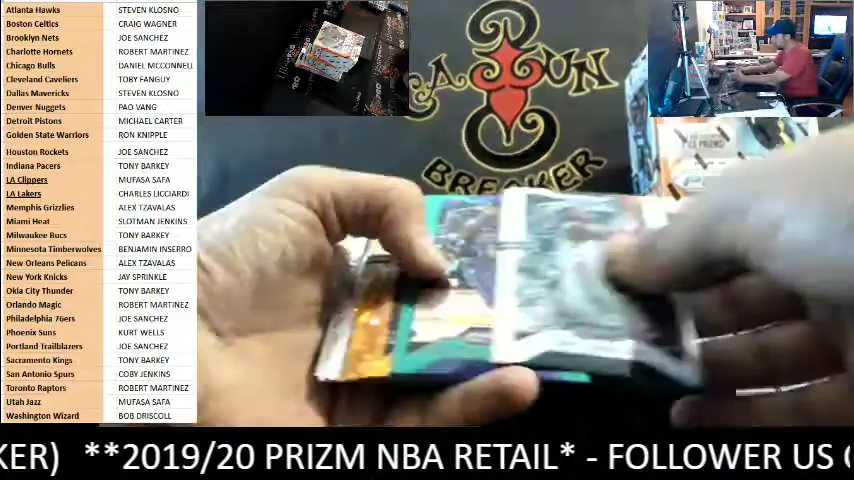 Atlanta Hawks STEVEN KLOSNO
Boston Celtics CRAIG WAGNER
Brooklyn Nets JOE SANCHEZ
Charlotte Hornets ROBERT MARTINEZ
Chicago Bulls DANIEL MCCONNELL
Cleveland Cavaliers TOBY FANGUY
Dallas Mavericks STEVEN KLOSNO
Denver Nuggets PAO VANG
Detroit Pistons MICHAEL CARTER
Golden State Warriors RON KNIPPLE
Houston Rockets JOE SANCHEZ
Indiana Pacers TONY BARKEY
LA Clippers MUFASA SAFA
LA Lakers CHARLES LICCIARDI
Memphis Grizzlies ALEX TZAVALAS
Miami Heat SLOTMAN JENKINS
Milwaukee Bucs TONY BARKEY
Minnesota Timberwolves BENJAMIN INSERRO
New Orleans Pelicans ALEX TZAVALAS
New York Knicks JAY SPRINKLE
Okla City Thunder TONY BARKEY
Orlando Magic ROBERT MARTINEZ
Philadelphia 76ers JOE SANCHEZ
Phoenix Suns KURT WELLS
Portland Trailblazers JOE SANCHEZ
Sacramento Kings TONY BARKEY
San Antonio Spurs COBY JENKINS
Toronto Raptors ROBERT MARTINEZ
Utah Jazz MUFASA SAFA
Washington Wizard BOB DRISCOLL
BREAKER
KER) **2019/20 PRIZM NBA RETAIL* - FOLLOWER US